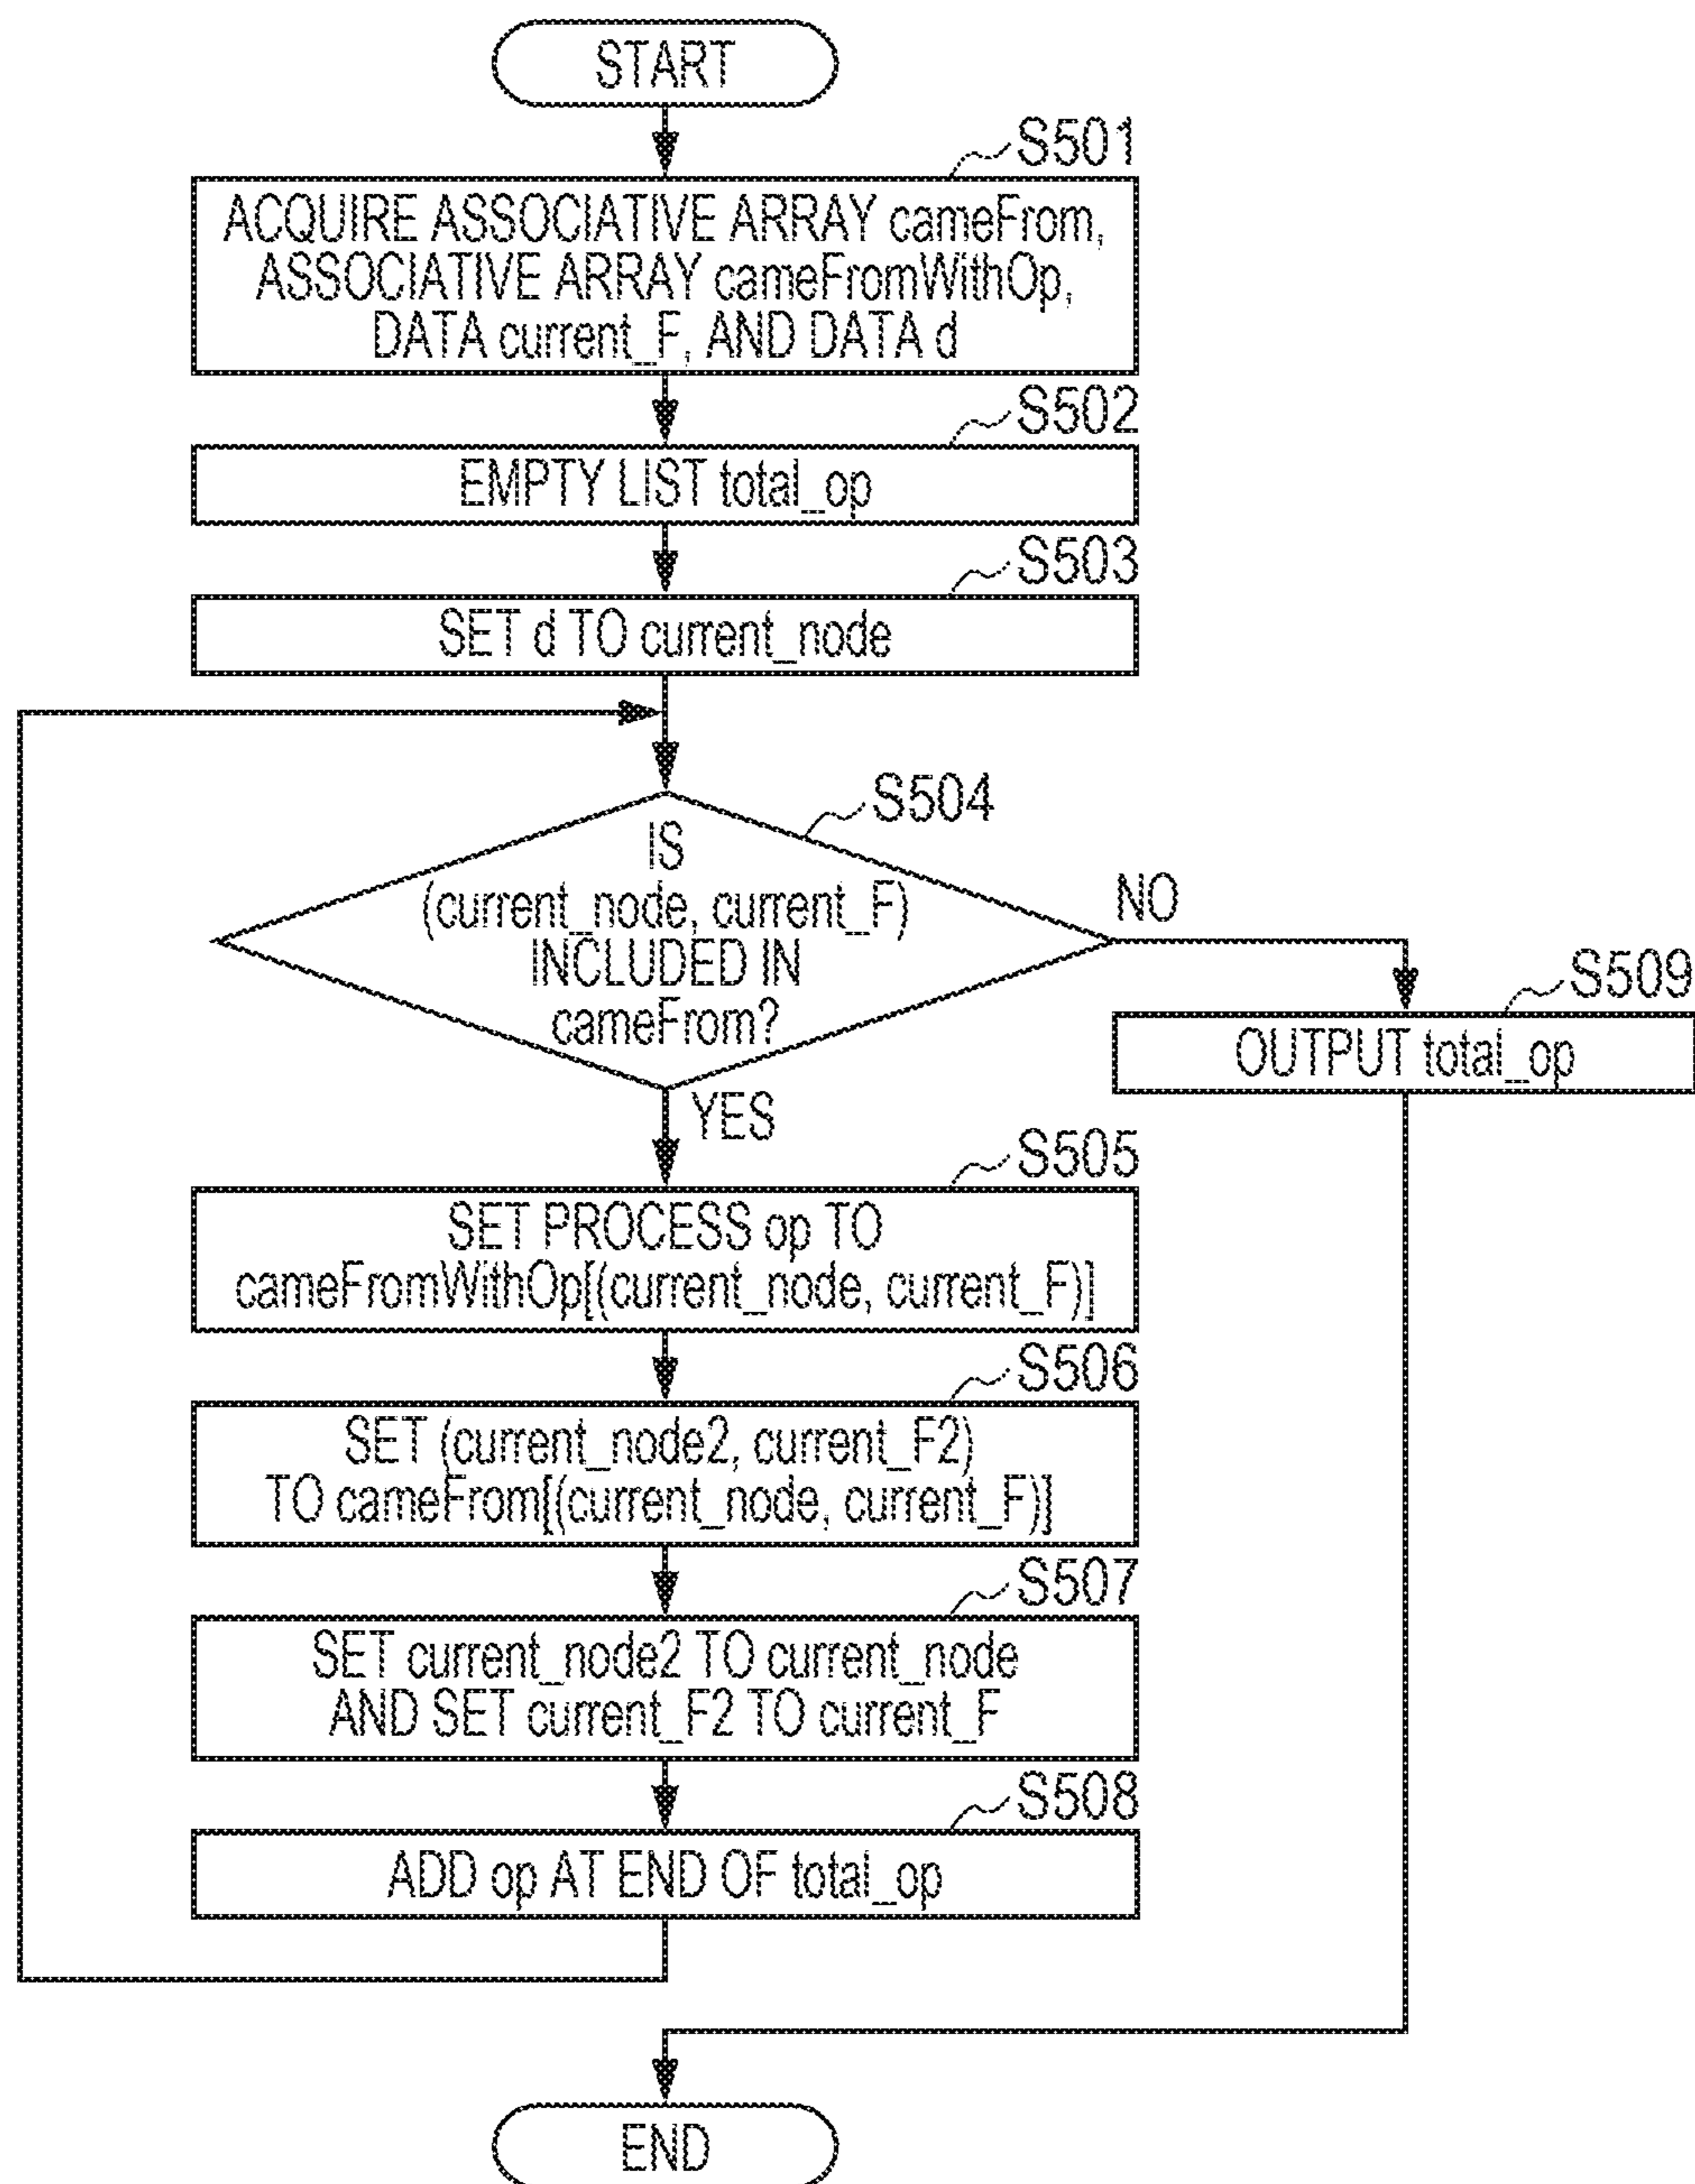 START
S501
ACQUIRE ASSOCIATIVE ARRAY cameFrom,
ASSOCIATIVE ARRAY cameFromWithOp,
DATA current_F, AND DATA d
S502
EMPTY LIST total_op
S503
SET d TO current_node
S504
IS
(current_node, current_F)
INCLUDED IN
cameFrom?
NO
S509
OUTPUT total_op
YES
S505
SET PROCESS op TO
cameFromWithOp[(current_node, current_F)]
S506
SET (current_node2, current_F2)
TO cameFrom[(current_node, current_F)]
S507
SET current_node2 TO current_node
AND SET current_F2 TO current_F
S508
ADD op AT END OF total_op
END